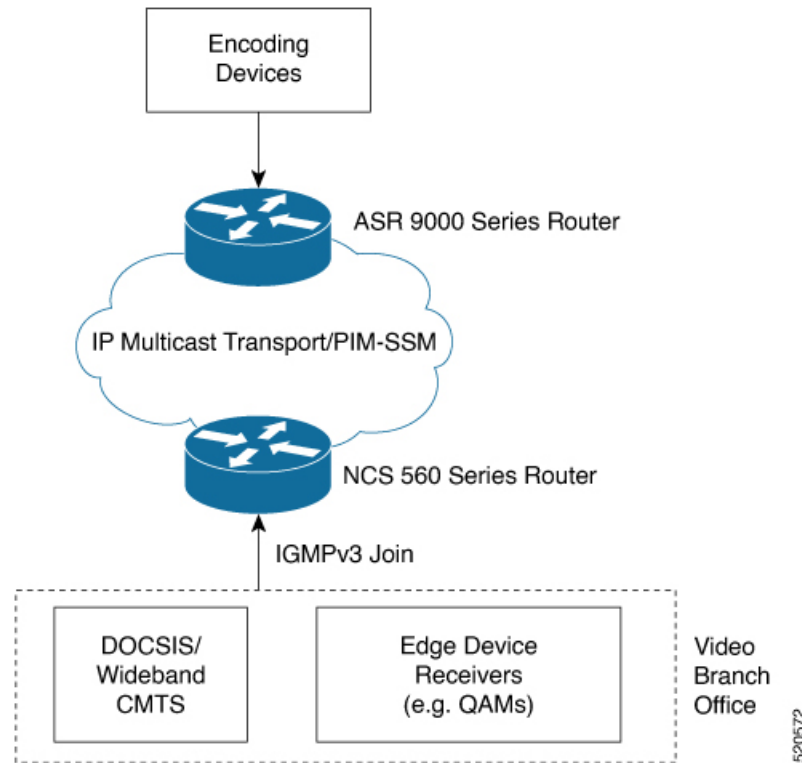 Encoding
Devices
ASR 9000 Series Router
IP Multicast Transport/PIM-SSM
NCS 560 Series Router
IGMPv3 Join
DOCSIS/
Wideband
CMTS
Edge Device
Receivers
(e.g. QAMs)
Video
Branch
Office
520572